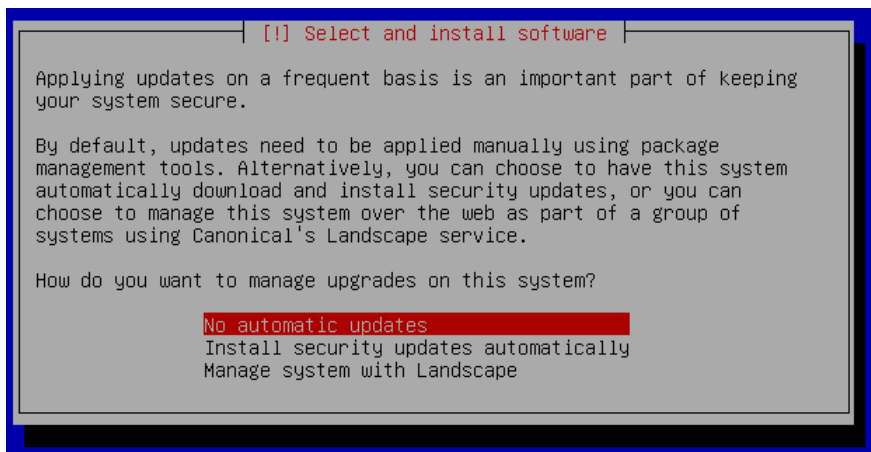 [!] Select and install software
Applying updates on a frequent basis is an important part of keeping
your system secure.
By default, updates need to be applied manually using package
management tools. Alternatively, you can choose to have this system
automatically download and install security updates, or you can
choose to manage this system over the web as part of a group of
systems using Canonical's Landscape service.
How do you want to manage upgrades on this system?
No automatic updates
Install security updates automatically
Manage system with Landscape